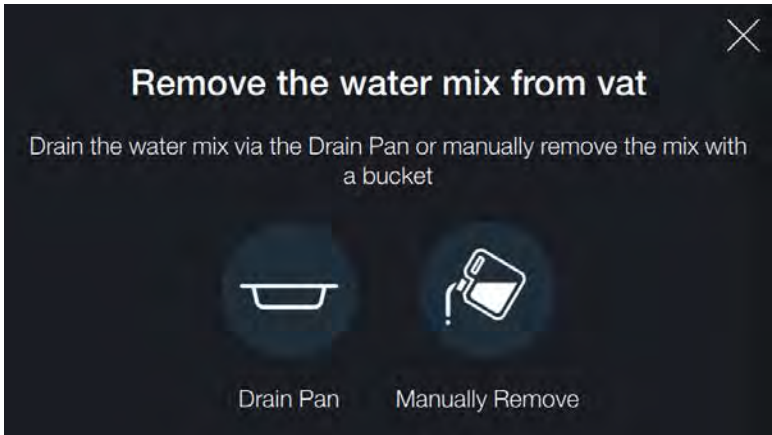 Remove the water mix from vat
Drain the water mix via the Drain Pan or manually remove the mix with
a bucket
Drain Pan
Manually Remove